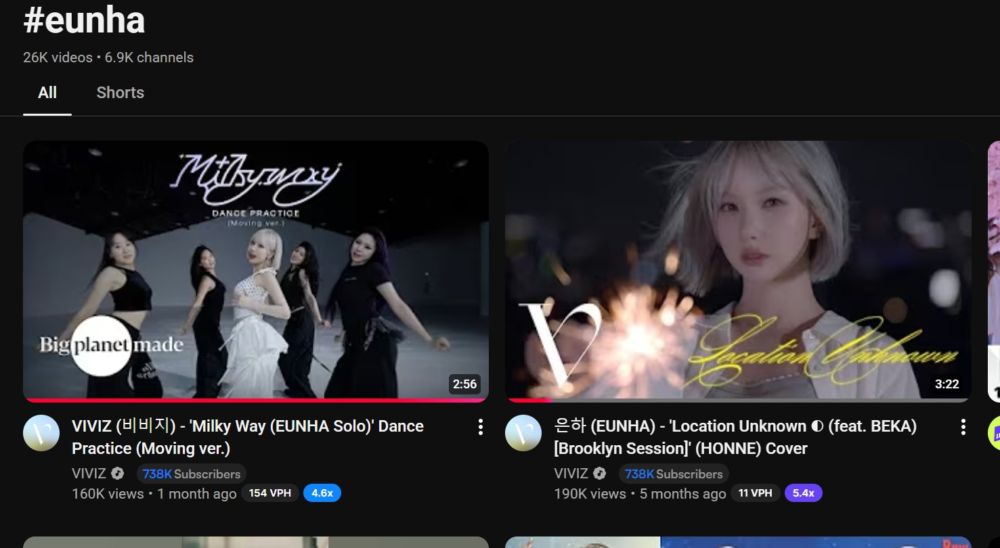 #eunha
26K videos • 6.9K channels
All
Shorts
Milkyway
DANCE PRACTICE
(Moving ver.)
Big planet made
2:56
V
Location Unknown
3:22
VIVIZ (비비지) - 'Milky Way (EUNHA Solo)' Dance
Practice (Moving ver.)
VIVIZ
738K Subscribers
160K views • 1 month ago 154 VPH 4.6x
은하 (EUNHA) - 'Location Unknown ◐ (feat. BEKA)
[Brooklyn Session]' (HONNE) Cover
VIVIZ
738K Subscribers
190K views • 5 months ago 11 VPH 5.4x